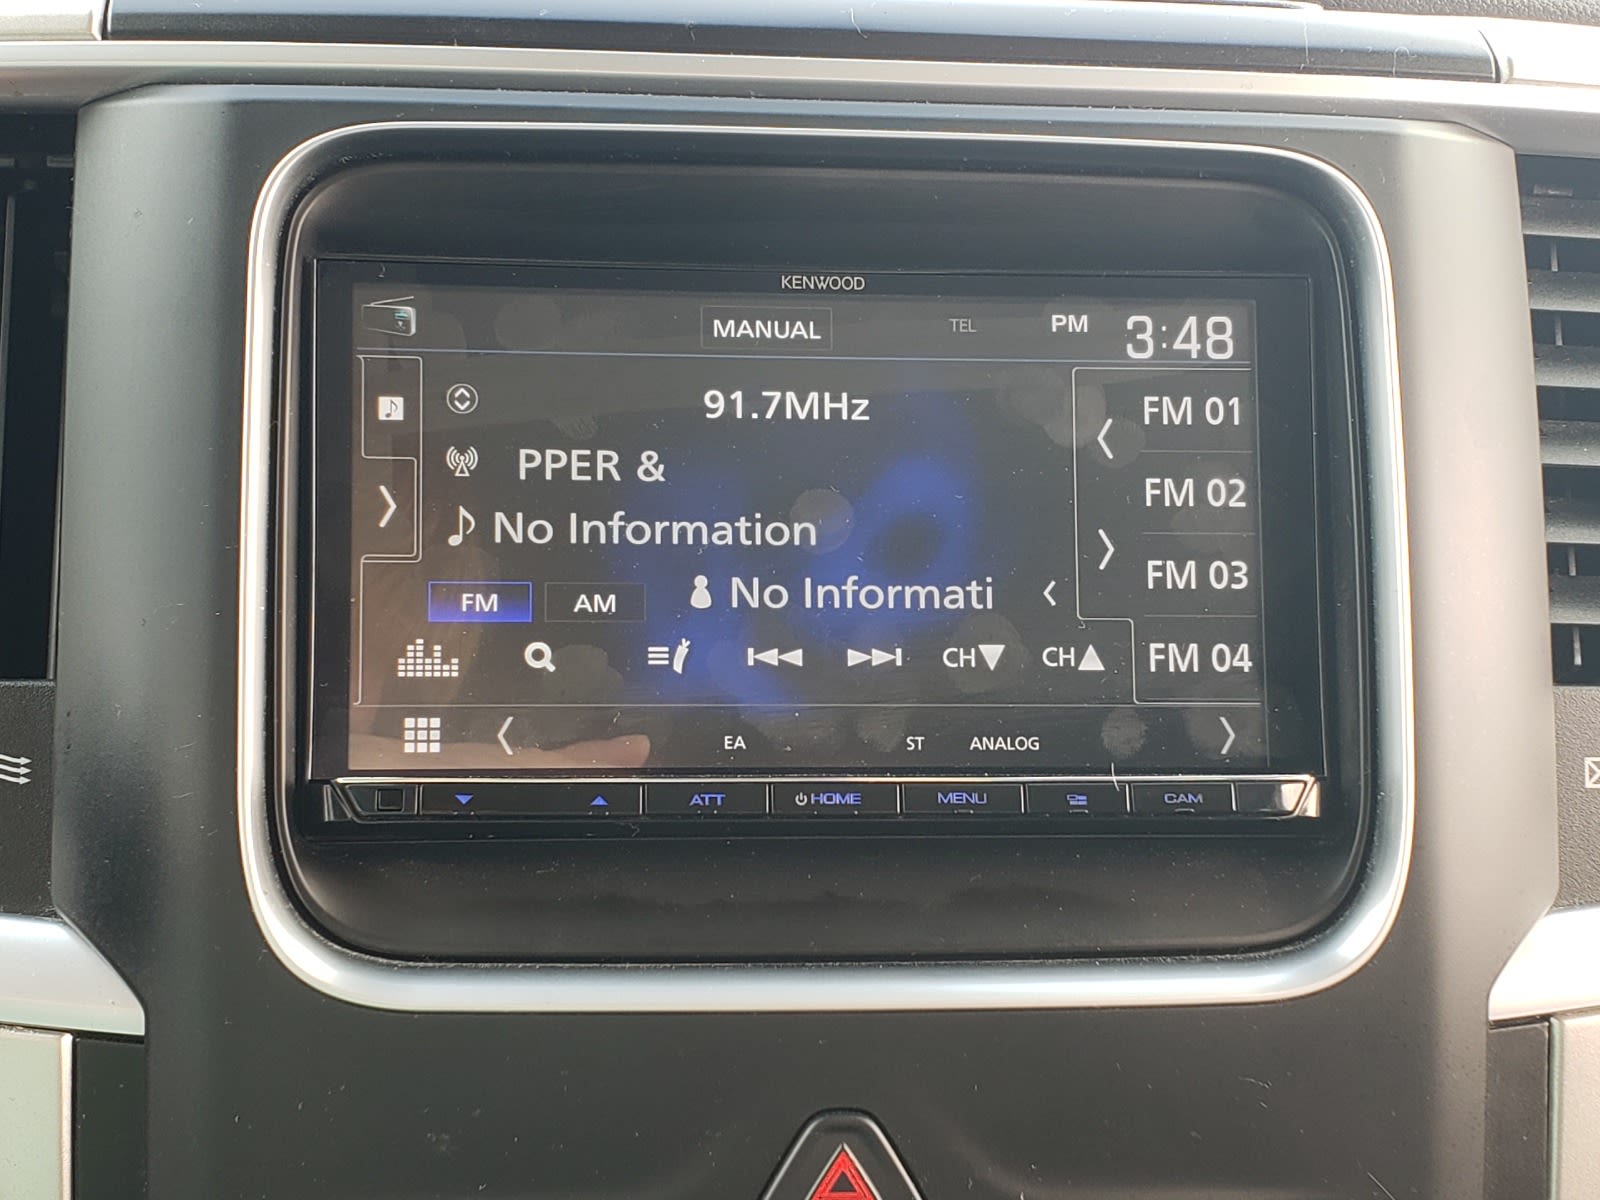 KENWOOD
MANUAL
TEL
PM 3:48
91.7MHz
PPER &
No Information
No Informati
FM
AM
FM 01
FM 02
FM 03
FM 04
CH▼
CH▲
EA
ST
ANALOG
ATT
HOME
MENU
CAM